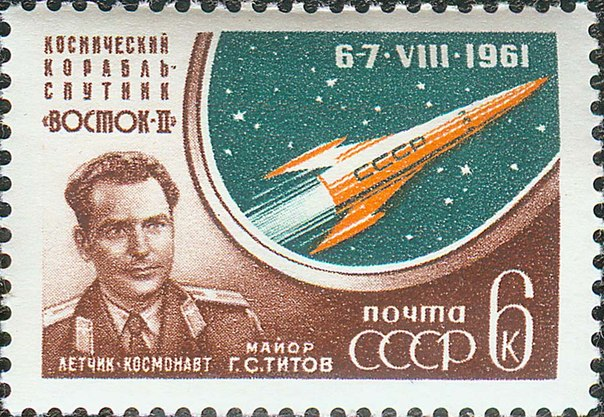 КОСМИЧЕСКИЙ
КОРАБЛЬ-
СПУТНИК
«ВОСТОК-II»
6-7·VIII·1961
СССР
ЛЕТЧИК-КОСМОНАВТ
МАЙОР
Г.С.ТИТОВ
почта
СССР
6
К